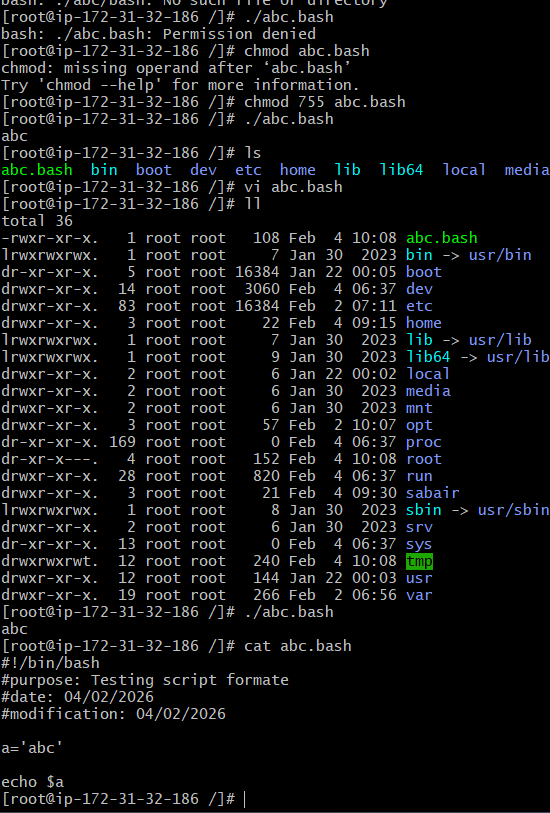 bash: ./abc/bash: No such file or directory
[root@ip-172-31-32-186 /]# ./abc.bash
bash: ./abc.bash: Permission denied
[root@ip-172-31-32-186 /]# chmod abc.bash
chmod: missing operand after ‘abc.bash’
Try 'chmod --help' for more information.
[root@ip-172-31-32-186 /]# chmod 755 abc.bash
[root@ip-172-31-32-186 /]# ./abc.bash
abc
[root@ip-172-31-32-186 /]# ls
abc.bash  bin  boot  dev  etc  home  lib  lib64  local  media
[root@ip-172-31-32-186 /]# vi abc.bash
[root@ip-172-31-32-186 /]# ll
total 36
-rwxr-xr-x.   1 root root   108 Feb  4 10:08 abc.bash
lrwxrwxrwx.   1 root root     7 Jan 30  2023 bin -> usr/bin
dr-xr-xr-x.   5 root root 16384 Jan 22 00:05 boot
drwxr-xr-x.  14 root root  3060 Feb  4 06:37 dev
drwxr-xr-x.  83 root root 16384 Feb  2 07:11 etc
drwxr-xr-x.   3 root root    22 Feb  4 09:15 home
lrwxrwxrwx.   1 root root     7 Jan 30  2023 lib -> usr/lib
lrwxrwxrwx.   1 root root     9 Jan 30  2023 lib64 -> usr/lib
drwxr-xr-x.   2 root root     6 Jan 22 00:02 local
drwxr-xr-x.   2 root root     6 Jan 30  2023 media
drwxr-xr-x.   2 root root     6 Jan 30  2023 mnt
drwxr-xr-x.   3 root root    57 Feb  2 10:07 opt
dr-xr-xr-x. 169 root root     0 Feb  4 06:37 proc
dr-xr-x---.   4 root root   152 Feb  4 10:08 root
drwxr-xr-x.  28 root root   820 Feb  4 06:37 run
drwxr-xr-x.   3 root root    21 Feb  4 09:30 sabair
lrwxrwxrwx.   1 root root     8 Jan 30  2023 sbin -> usr/sbin
drwxr-xr-x.   2 root root     6 Jan 30  2023 srv
dr-xr-xr-x.  13 root root     0 Feb  4 06:37 sys
drwxrwxrwt.  12 root root   240 Feb  4 10:08 tmp
drwxr-xr-x.  12 root root   144 Jan 22 00:03 usr
drwxr-xr-x.  19 root root   266 Feb  2 06:56 var
[root@ip-172-31-32-186 /]# ./abc.bash
abc
[root@ip-172-31-32-186 /]# cat abc.bash
#!/bin/bash
#purpose: Testing script formate
#date: 04/02/2026
#modification: 04/02/2026

a='abc'

echo $a
[root@ip-172-31-32-186 /]#